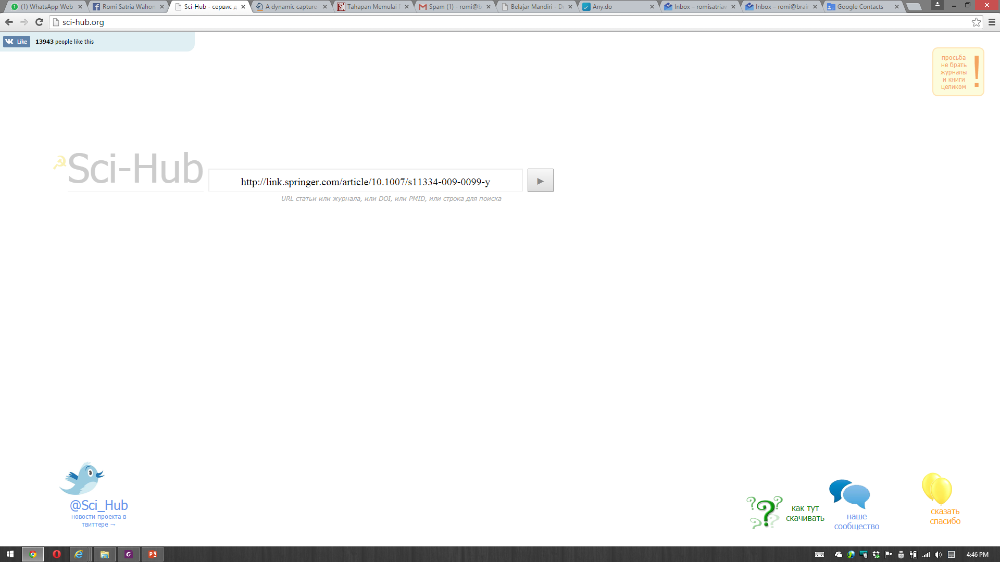 (1) WhatsApp Web
Romi Satria Wahon
Sci-Hub - сервис д
A dynamic capture-
Tahapan Memulai
Spam (1) - romi@b
Belajar Mandiri - D
Any.do
Inbox – romisatriaw
Inbox – romi@brai
Google Contacts
sci-hub.org
Like
13943 people like this
просьба
не брать
журналы
и книги
целиком
!
Sci-Hub
http://link.springer.com/article/10.1007/s11334-009-0099-y
URL статьи или журнала, или DOI, или PMID, или строка для поиска
@Sci_Hub
новости проекта в
твиттере →
как тут
скачивать
наше
сообщество
сказать
спасибо
4:46 PM